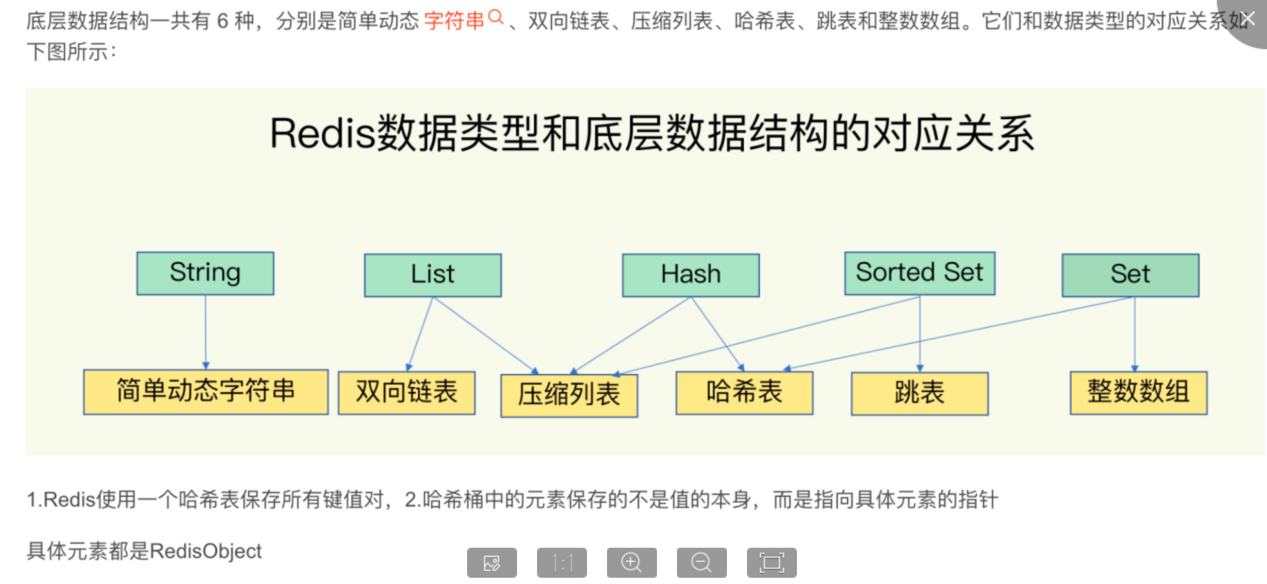 底层数据结构一共有 6 种，分别是简单动态 字符串 、双向链表、压缩列表、哈希表、跳表和整数数组。它们和数据类型的对应关系如
下图所示：
Redis数据类型和底层数据结构的对应关系
String List Hash Sorted Set Set
简单动态字符串 双向链表 压缩列表 哈希表 跳表 整数数组
1.Redis使用一个哈希表保存所有键值对，2.哈希桶中的元素保存的不是值的本身，而是指向具体元素的指针
具体元素都是RedisObject
1:1